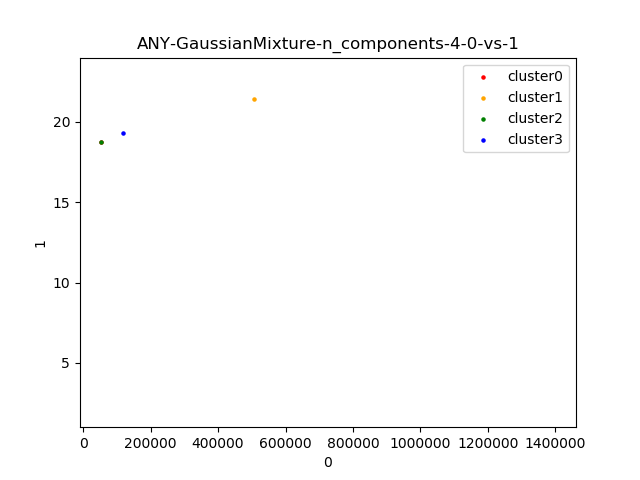 ANY-GaussianMixture-n_components-4-0-vs-1
cluster0
cluster1
cluster2
cluster3
20
15
10
5
1
0 200000 400000 600000 800000 1000000 1200000 1400000
0